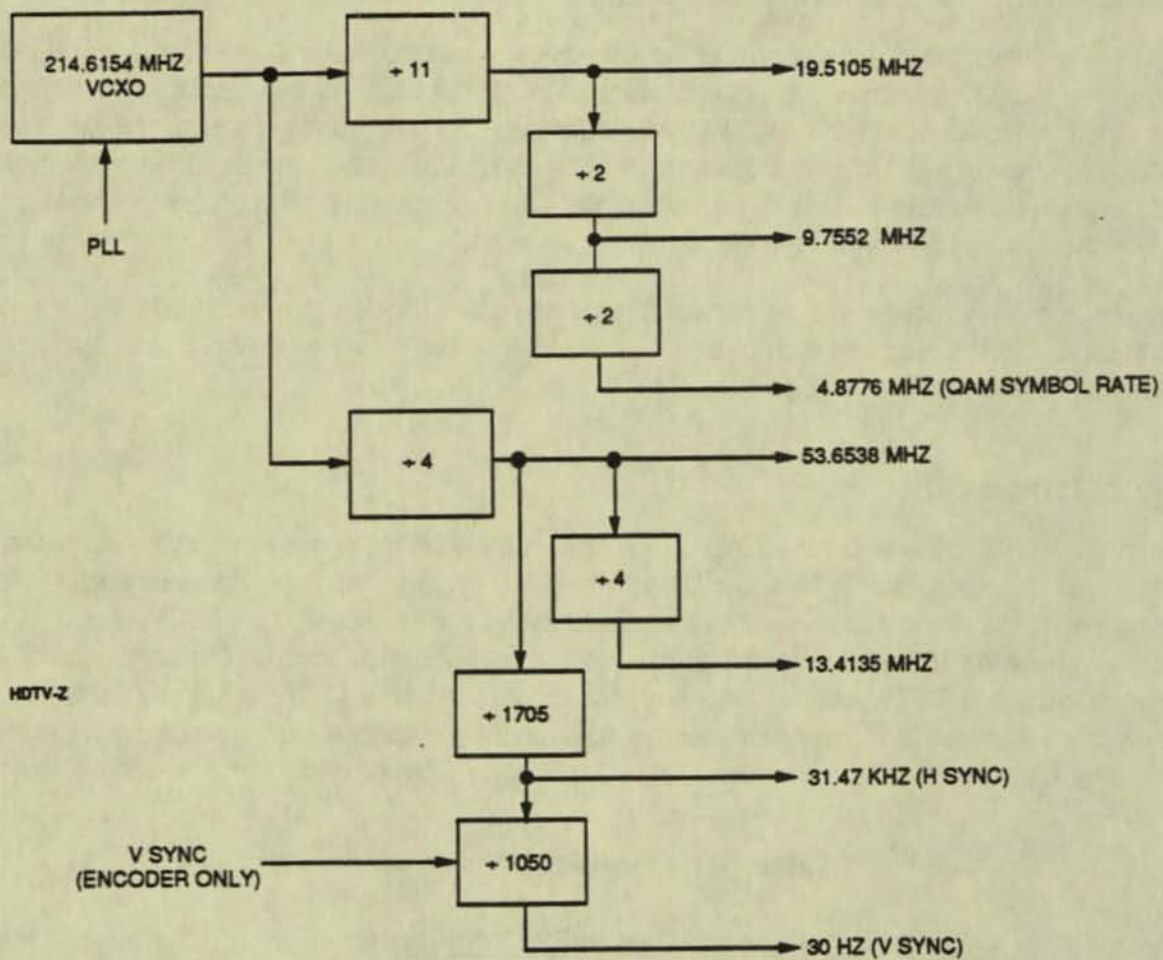 214.6154 MHZ
VCXO
÷ 11
19.5105 MHZ
÷ 2
PLL
9.7552 MHZ
÷ 2
4.8776 MHZ (QAM SYMBOL RATE)
÷ 4
53.6538 MHZ
÷ 4
13.4135 MHZ
HDTV-Z
÷ 1705
31.47 KHZ (H SYNC)
V SYNC
(ENCODER ONLY)
÷ 1050
30 HZ (V SYNC)